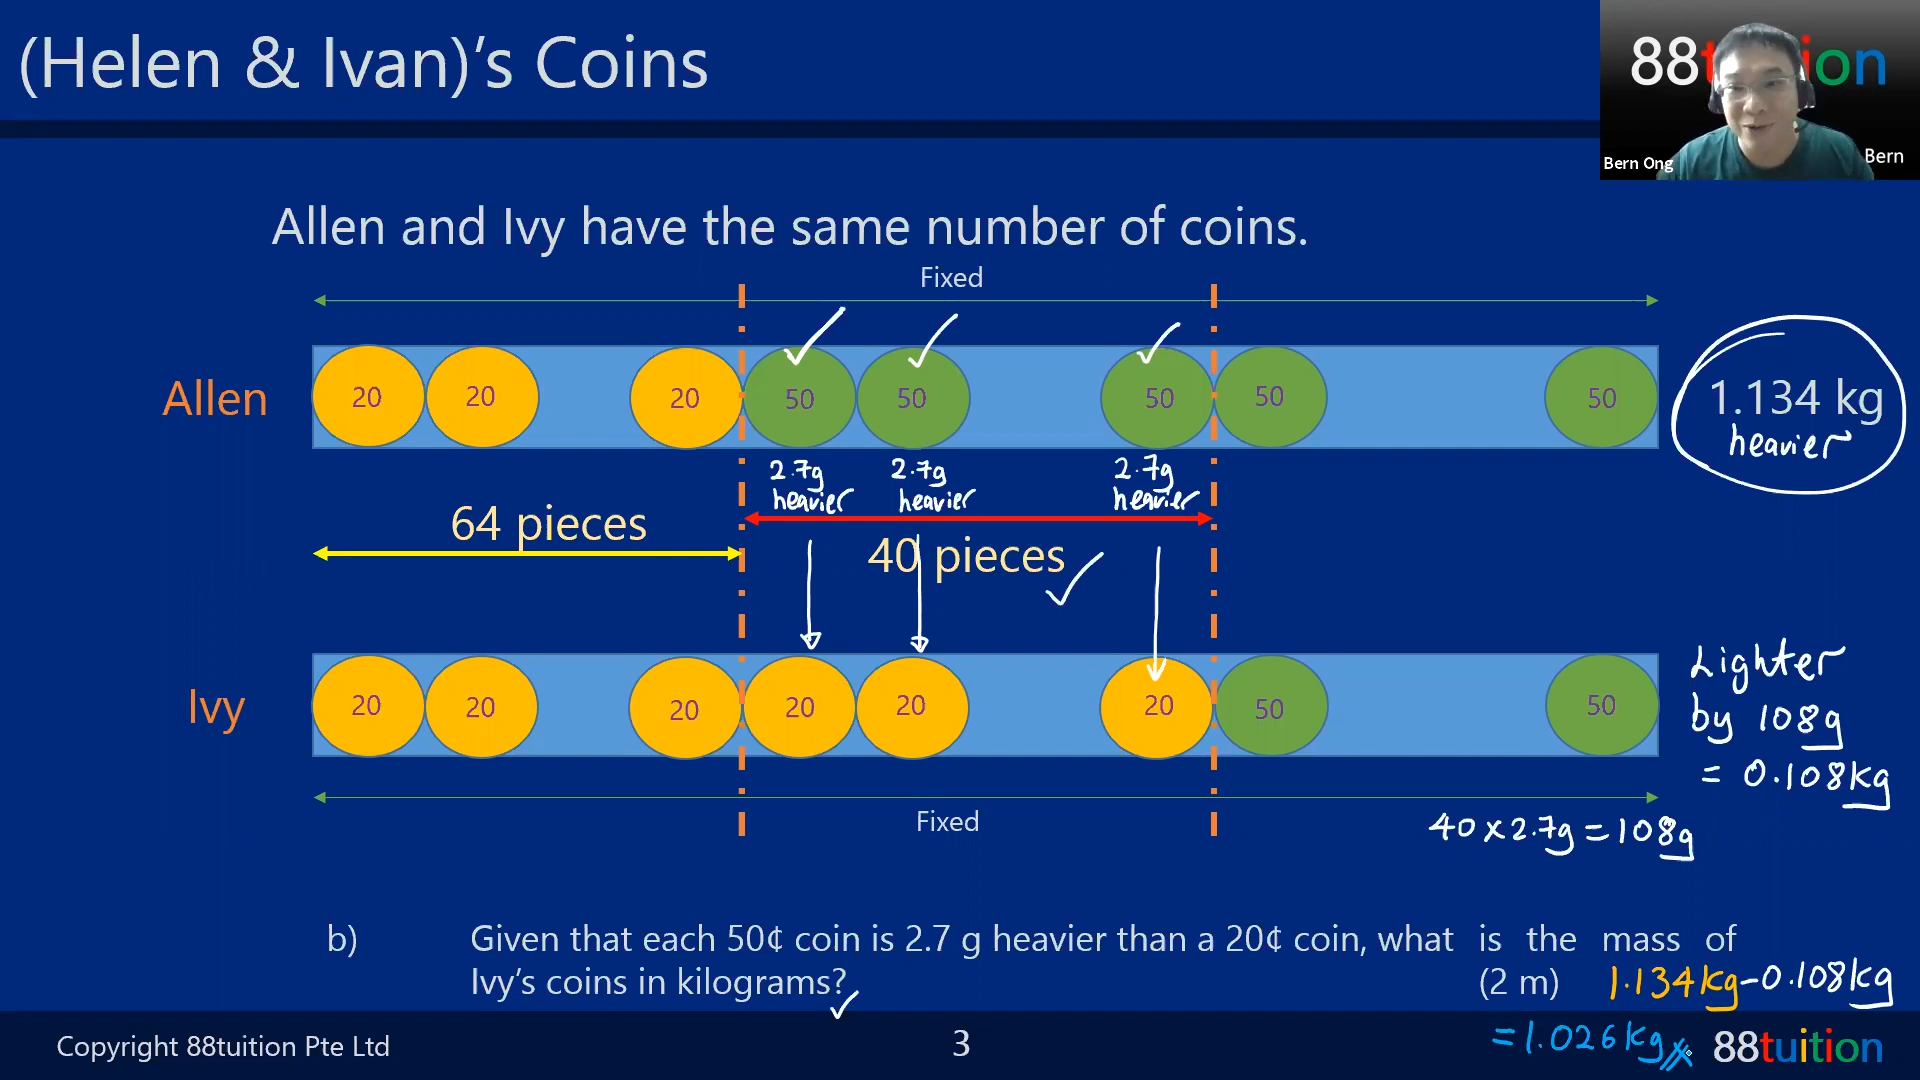 (Helen & Ivan)'s Coins
88tuition
Bern Ong
Bern
Allen and Ivy have the same number of coins.
Fixed
Allen
20 20 20 50 50 50 50 50
1.134 kg
heavier
2.7g 2.7g 2.7g
heavier heavier heavier
64 pieces
40 pieces
Ivy
20 20 20 20 20 20 50 50
Lighter
by 108g
= 0.108kg
Fixed
40 x 2.7g = 108g
b) Given that each 50¢ coin is 2.7 g heavier than a 20¢ coin, what is the mass of
Ivy's coins in kilograms? (2 m)
1.134kg-0.108kg
=1.026kg
Copyright 88tuition Pte Ltd
3
88tuition